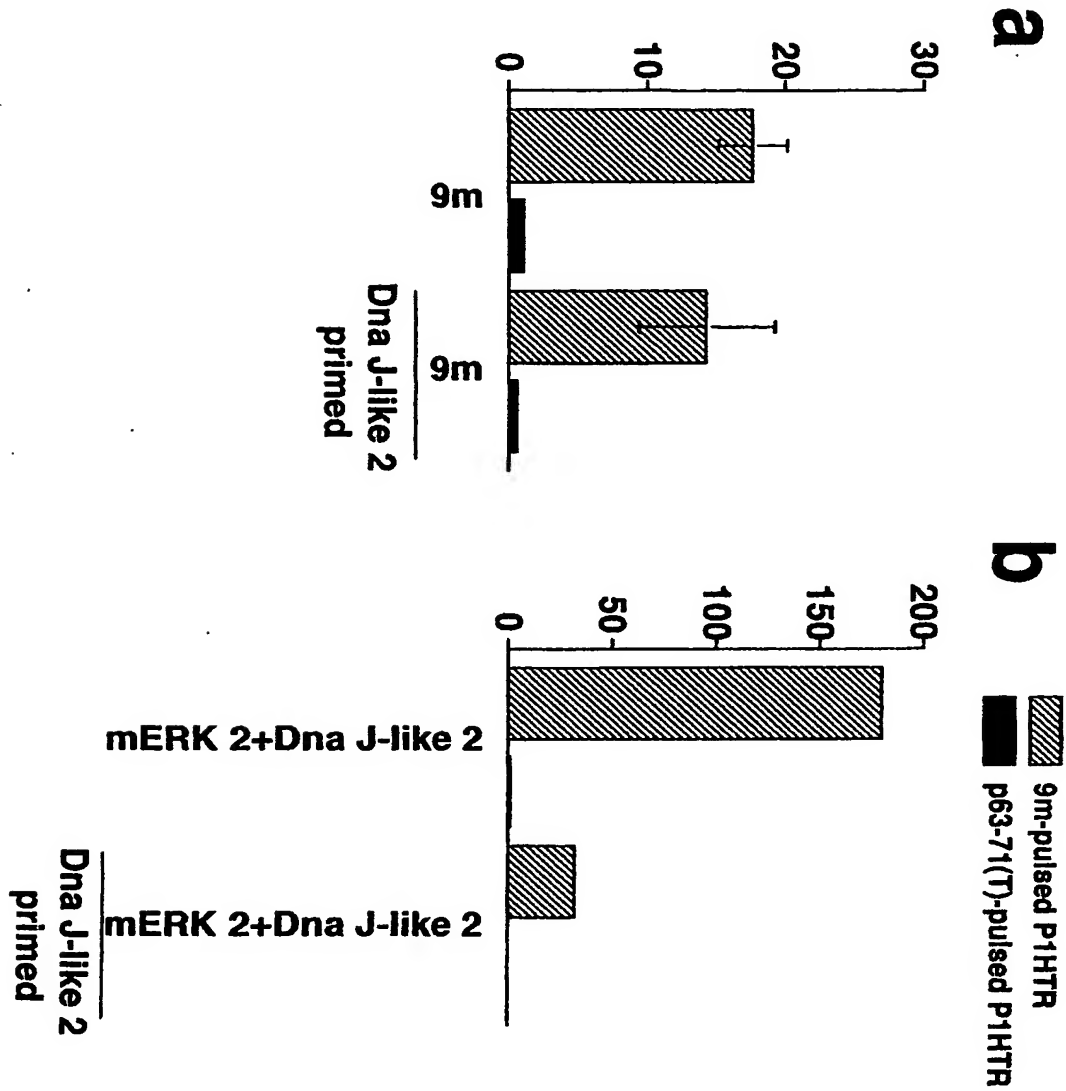 a
30
20
10
0
9m
9m
Dna J-like 2
primed
b
9m-pulsed P1HTR
p63-71(T)-pulsed P1HTR
200
150
100
50
0
mERK 2+Dna J-like 2
mERK 2+Dna J-like 2
Dna J-like 2
primed